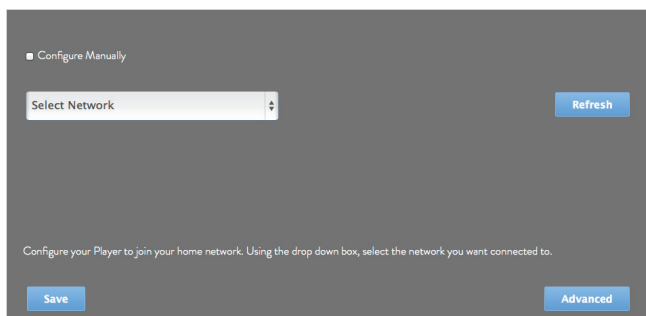 Configure Manually
Select Network
Refresh
Configure your Player to join your home network. Using the drop down box, select the network you want connected to.
Save
Advanced